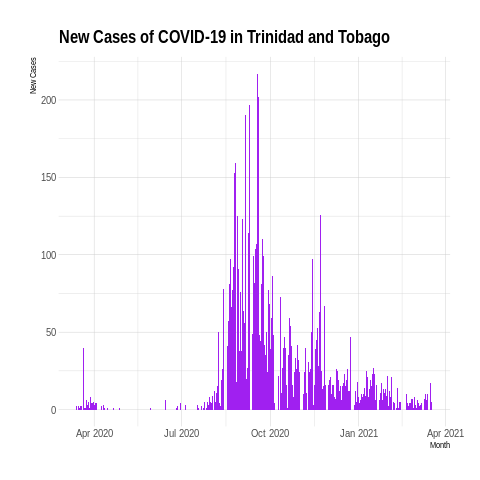 New Cases of COVID-19 in Trinidad and Tobago
New Cases
200
150
100
50
0
Apr 2020
Jul 2020
Oct 2020
Jan 2021
Apr 2021
Month